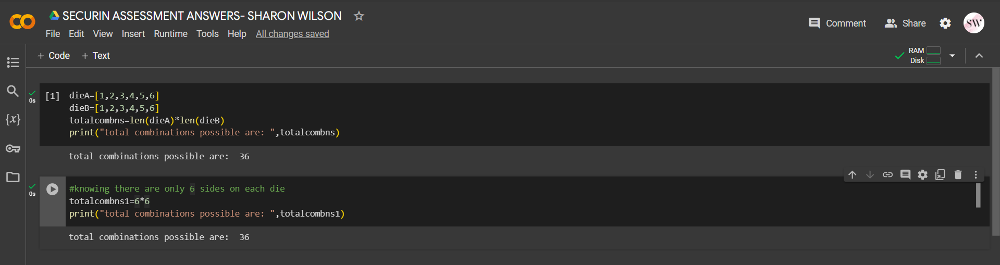 SECURIN ASSESSMENT ANSWERS- SHARON WILSON
File Edit View Insert Runtime Tools Help All changes saved
Comment Share SW
+ Code + Text
RAM
Disk
{x}
0s
[1] dieA=[1,2,3,4,5,6]
dieB=[1,2,3,4,5,6]
totalcombns=len(dieA)*len(dieB)
print("total combinations possible are: ",totalcombns)
total combinations possible are:  36
0s
#knowing there are only 6 sides on each die
totalcombns1=6*6
print("total combinations possible are: ",totalcombns1)
total combinations possible are:  36